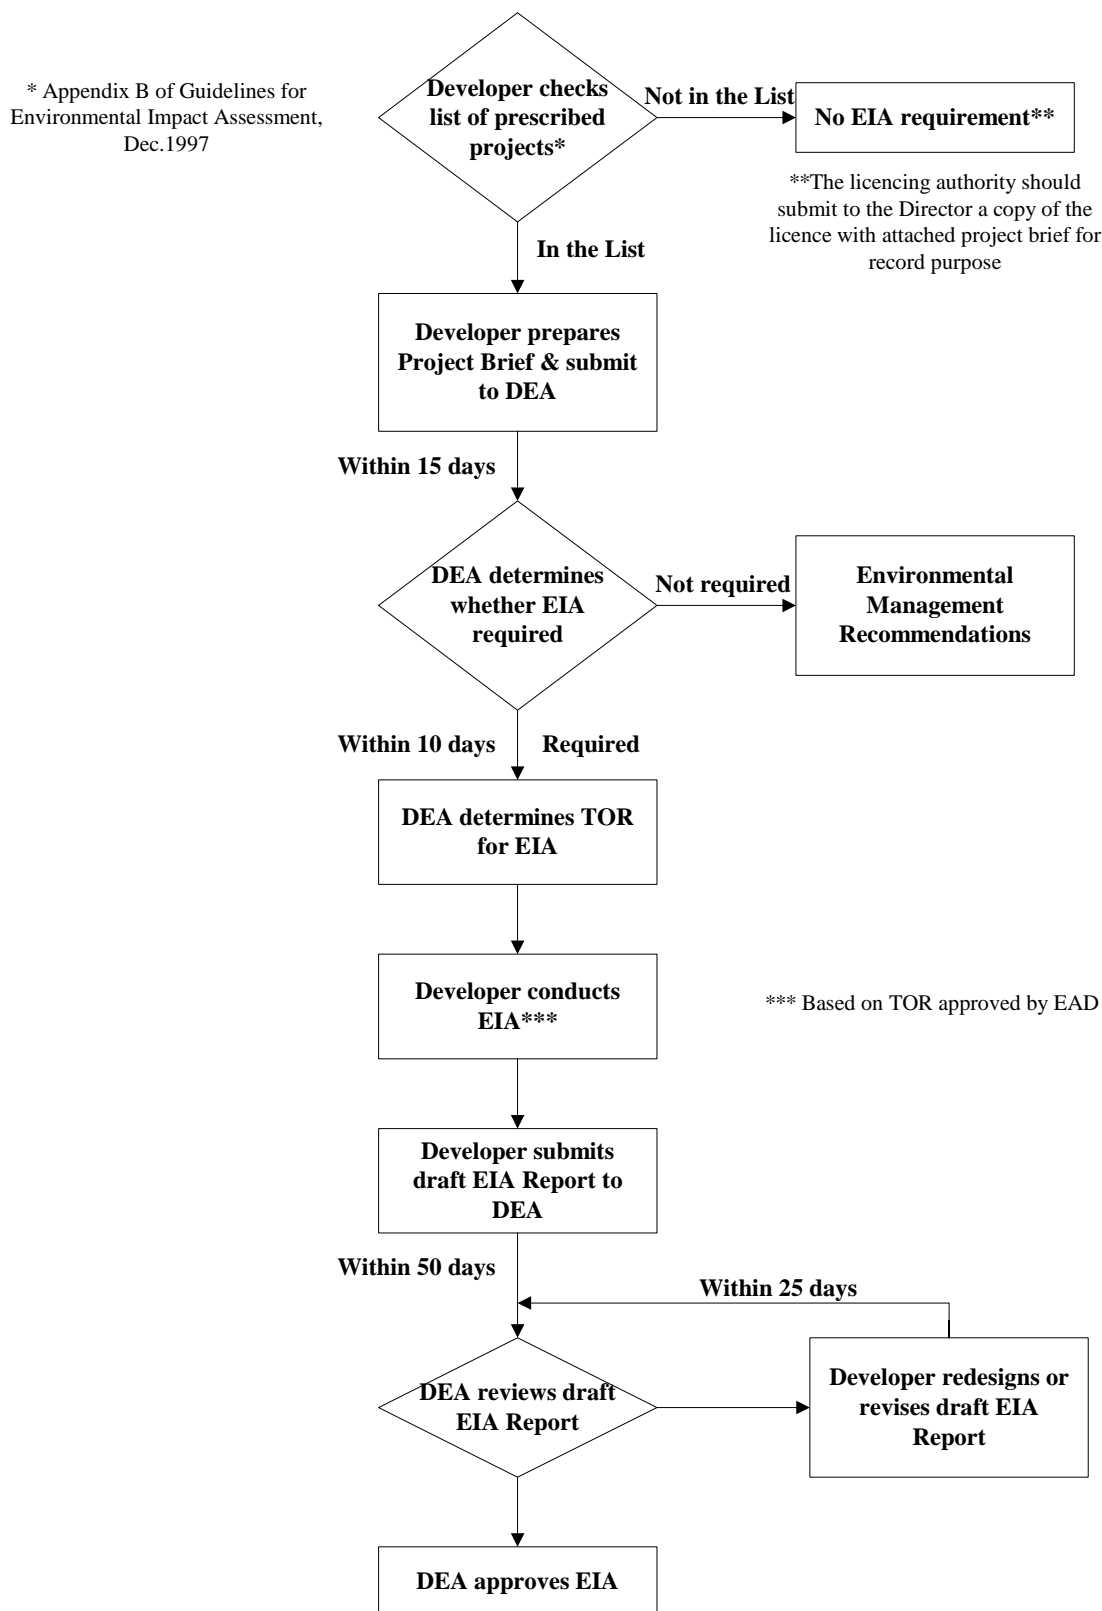 * Appendix B of Guidelines for
Environmental Impact Assessment,
Dec.1997
Developer checks
list of prescribed
projects*
Not in the List
No EIA requirement**
**The licencing authority should
submit to the Director a copy of the
licence with attached project brief for
record purpose
In the List
Developer prepares
Project Brief & submit
to DEA
Within 15 days
DEA determines
whether EIA
required
Not required
Environmental
Management
Recommendations
Within 10 days
Required
DEA determines TOR
for EIA
Developer conducts
EIA***
*** Based on TOR approved by EAD
Developer submits
draft EIA Report to
DEA
Within 50 days
Within 25 days
DEA reviews draft
EIA Report
Developer redesigns or
revises draft EIA
Report
DEA approves EIA